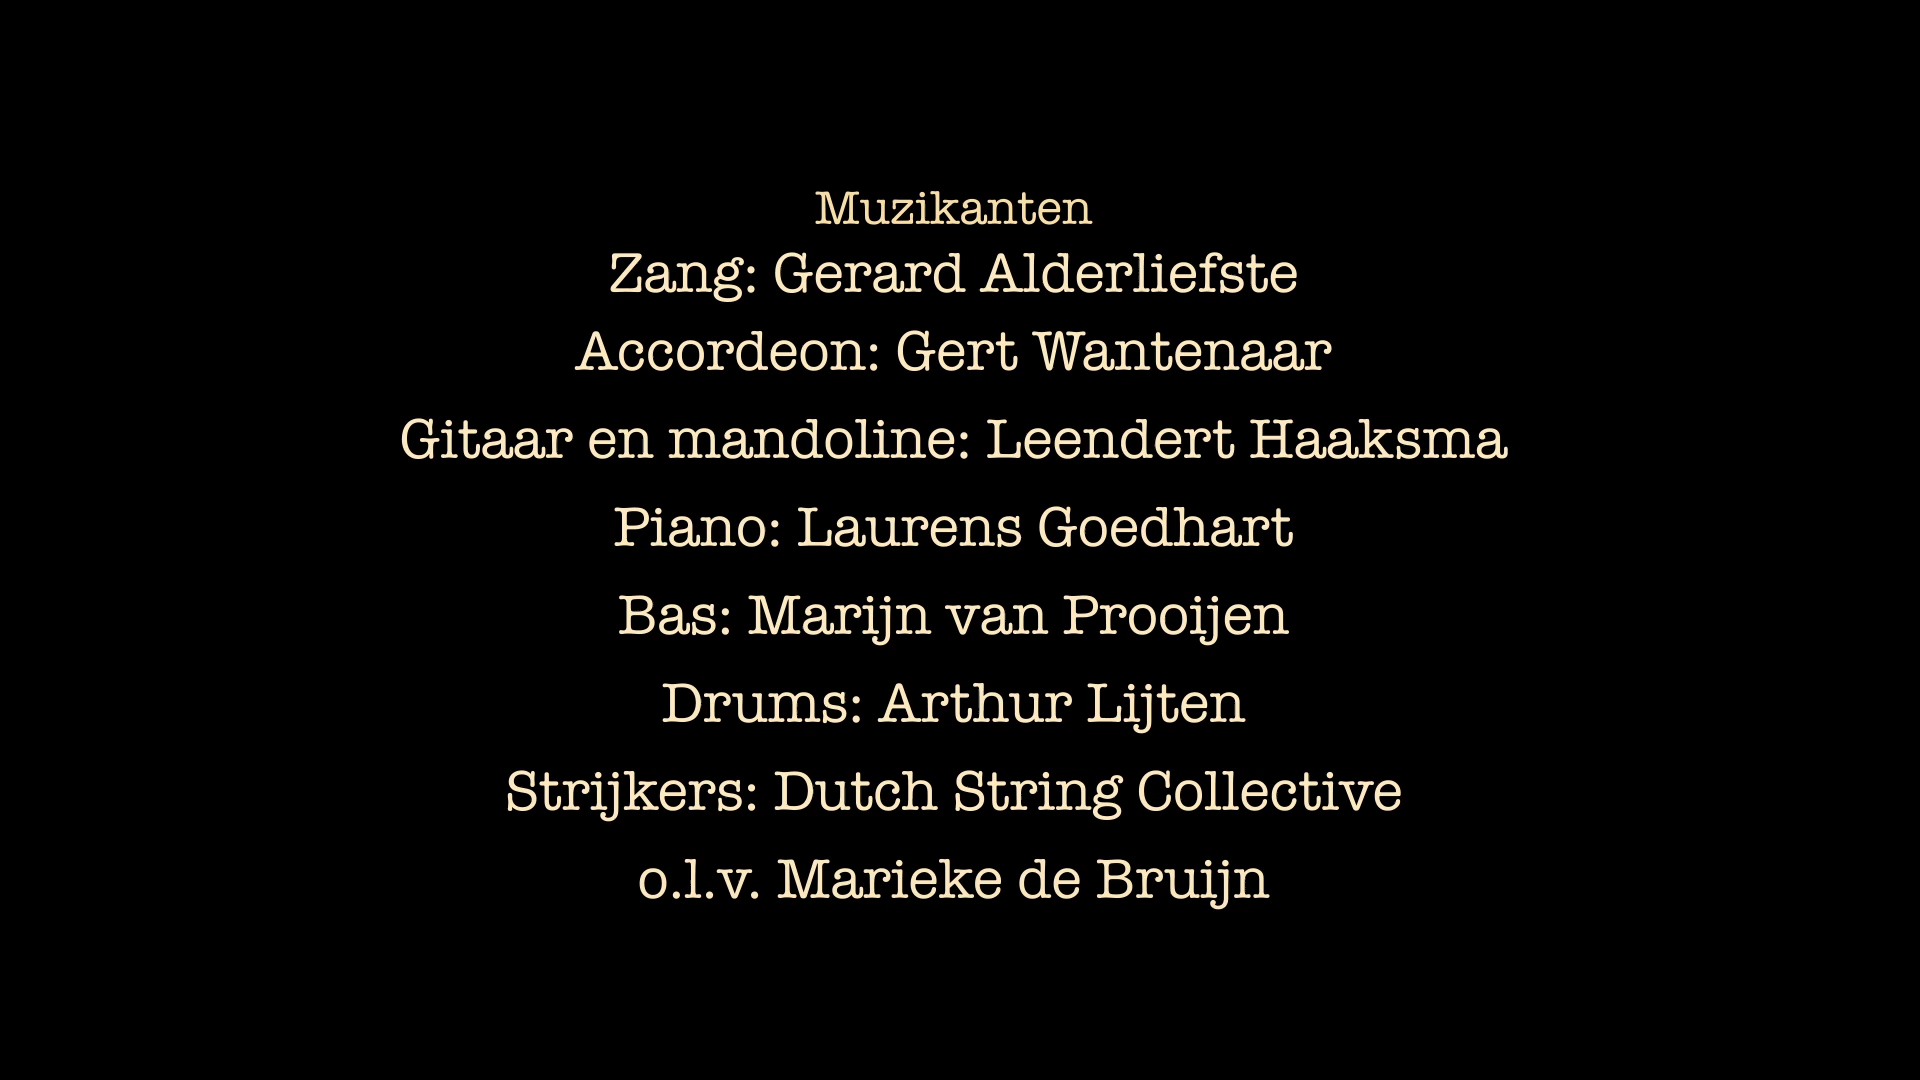 Muzikanten
Zang: Gerard Alderliefste
Accordeon: Gert Wantenaar
Gitaar en mandoline: Leendert Haaksma
Piano: Laurens Goedhart
Bas: Marijn van Prooijen
Drums: Arthur Lijten
Strijkers: Dutch String Collective
o.l.v. Marieke de Bruijn